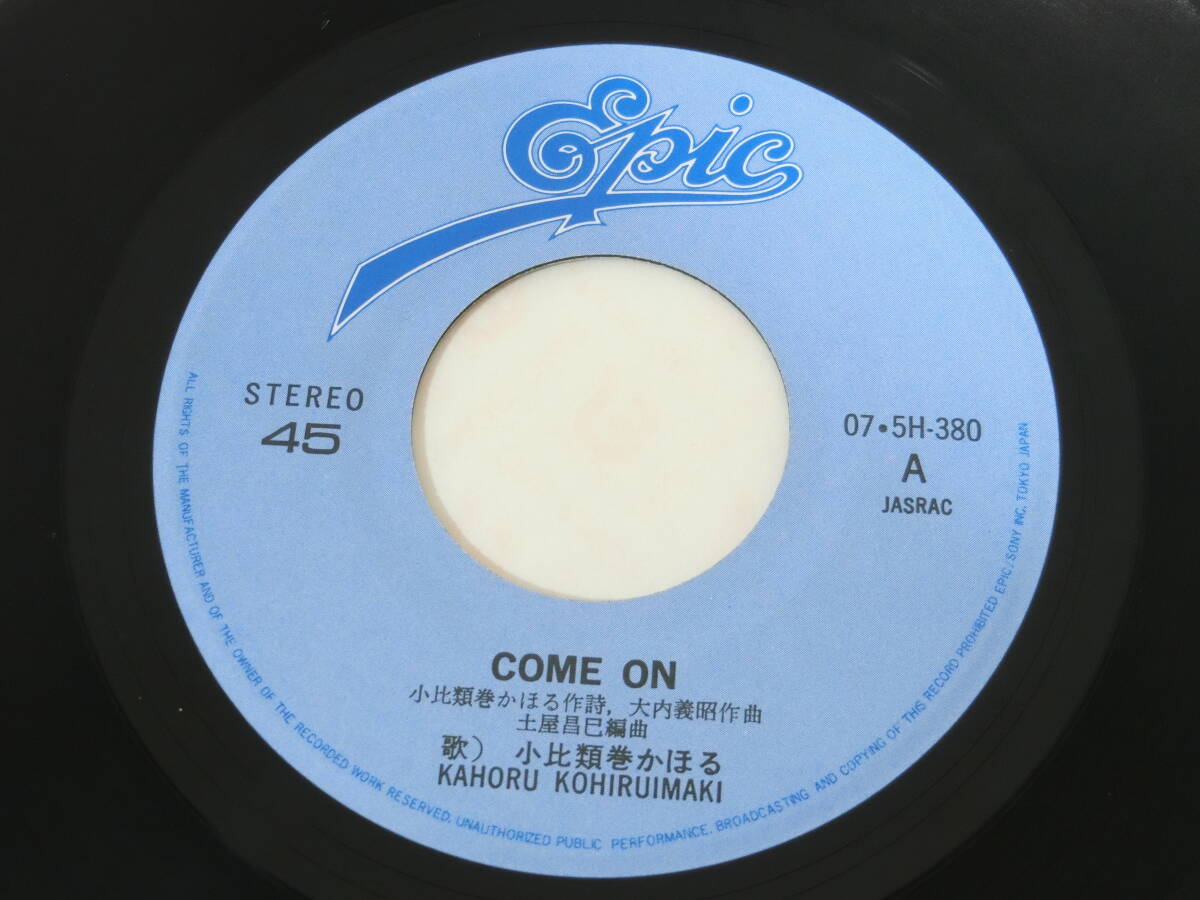 Epic
STEREO
45
07•5H-380
A
JASRAC
COME ON
小比類巻かほる作詩, 大内義昭作曲
土屋昌巳編曲
歌） 小比類巻かほる
KAHORU KOHIRUIMAKI
ALL RIGHTS OF THE MANUFACTURER AND OF THE OWNER OF THE RECORDED WORK RESERVED. UNAUTHORIZED PUBLIC PERFORMANCE. BROADCASTING AND COPYING OF THIS RECORD PROHIBITED EPIC/SONY INC. TOKYO JAPAN